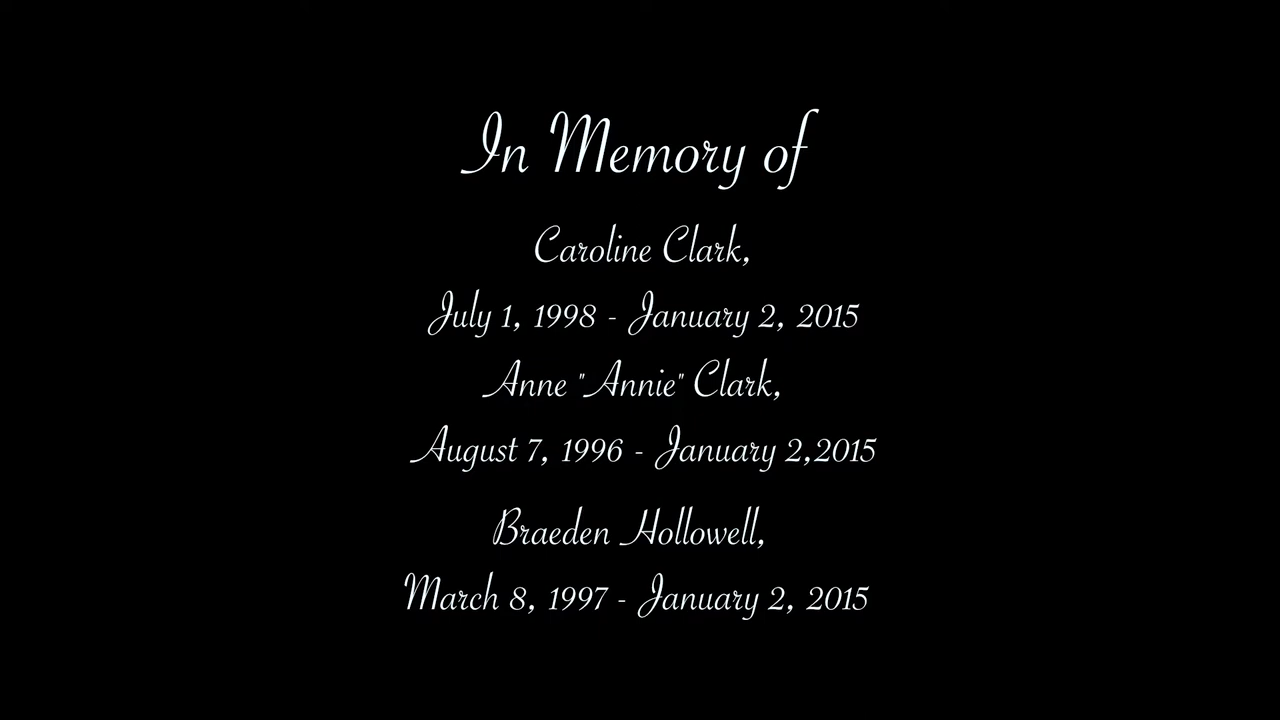 In Memory of
Caroline Clark,
July 1, 1998 - January 2, 2015
Anne "Annie" Clark,
August 7, 1996 - January 2,2015
Braeden Hollowell,
March 8, 1997 - January 2, 2015